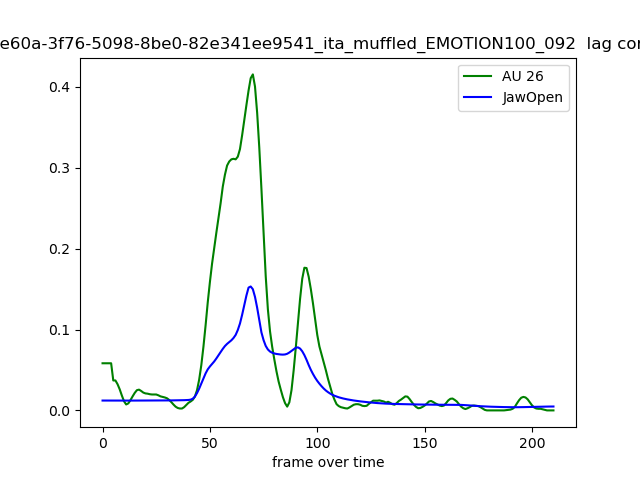 e60a-3f76-5098-8be0-82e341ee9541_ita_muffled_EMOTION100_092 lag cor
AU 26
JawOpen
0.4
0.3
0.2
0.1
0.0
0 50 100 150 200
frame over time